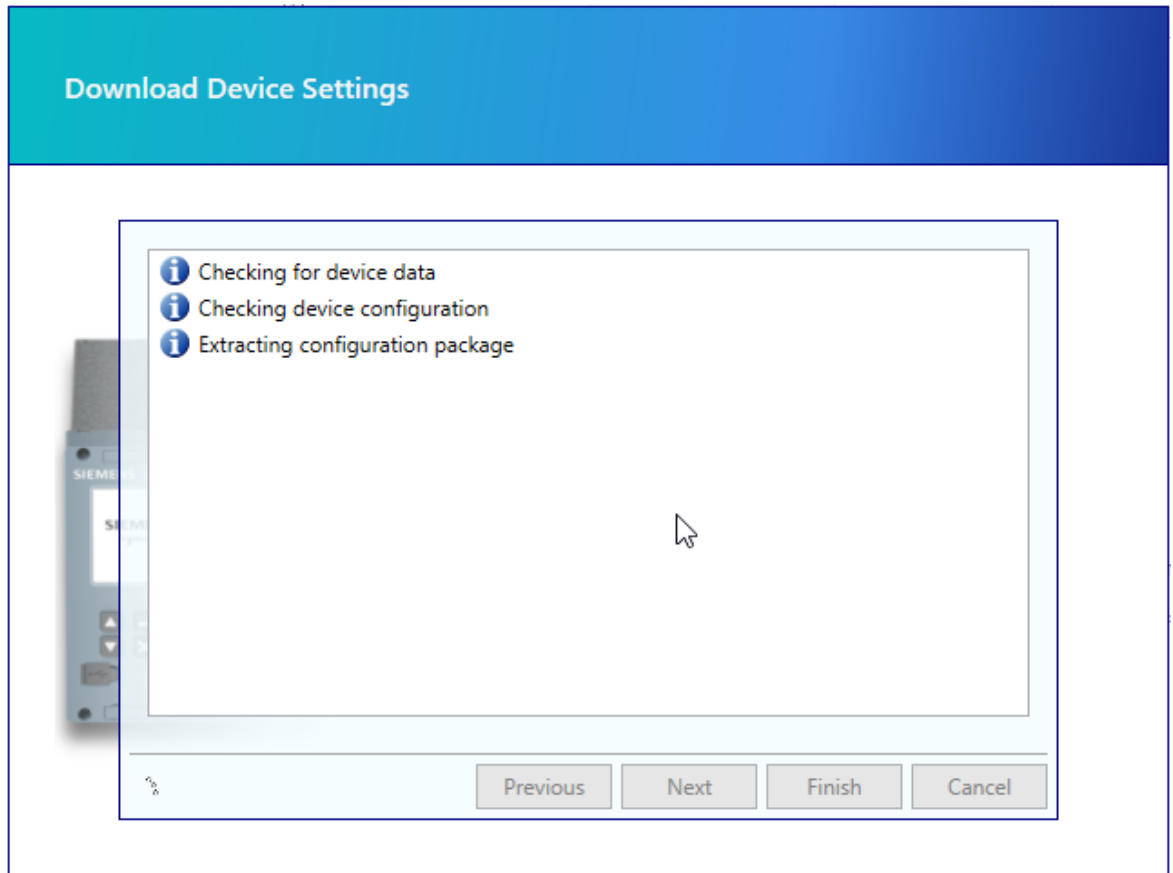 Download Device Settings
Checking for device data
Checking device configuration
Extracting configuration package
SIEMENS
Previous
Next
Finish
Cancel